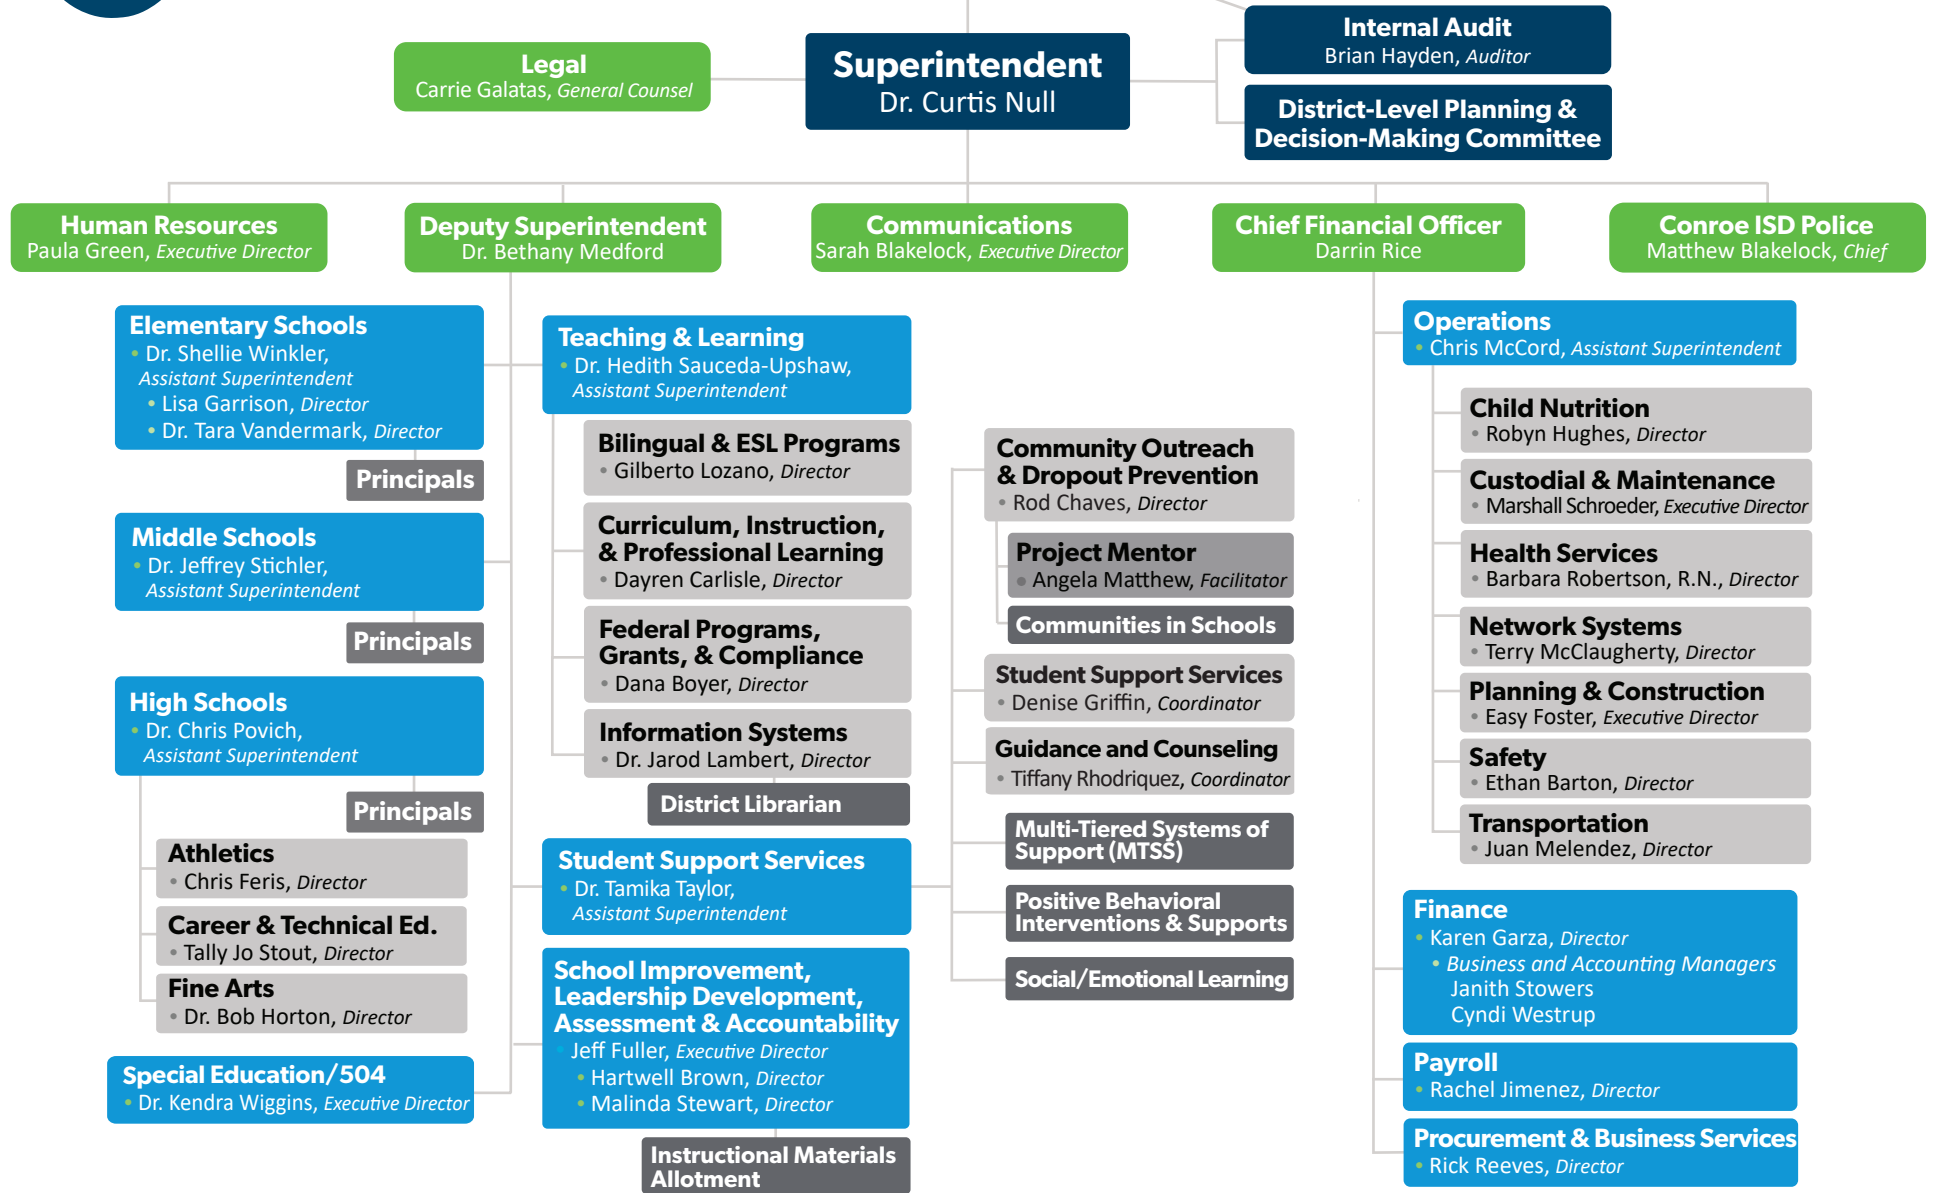 Internal Audit
Brian Hayden, Auditor
Legal
Carrie Galatas, General Counsel
Superintendent
Dr. Curtis Null
District-Level Planning &
Decision-Making Committee
Human Resources
Paula Green, Executive Director
Deputy Superintendent
Dr. Bethany Medford
Communications
Sarah Blakelock, Executive Director
Chief Financial Officer
Darrin Rice
Conroe ISD Police
Matthew Blakelock, Chief
Elementary Schools
• Dr. Shellie Winkler,
Assistant Superintendent
• Lisa Garrison, Director
• Dr. Tara Vandermark, Director
Principals
Middle Schools
• Dr. Jeffrey Stichler,
Assistant Superintendent
Principals
High Schools
• Dr. Chris Povich,
Assistant Superintendent
Principals
Athletics
• Chris Feris, Director
Career & Technical Ed.
• Tally Jo Stout, Director
Fine Arts
• Dr. Bob Horton, Director
Special Education/504
• Dr. Kendra Wiggins, Executive Director
Teaching & Learning
• Dr. Hedith Sauceda-Upshaw,
Assistant Superintendent
Bilingual & ESL Programs
• Gilberto Lozano, Director
Curriculum, Instruction,
& Professional Learning
• Dayren Carlisle, Director
Federal Programs,
Grants, & Compliance
• Dana Boyer, Director
Information Systems
• Dr. Jarod Lambert, Director
District Librarian
Student Support Services
• Dr. Tamika Taylor,
Assistant Superintendent
School Improvement,
Leadership Development,
Assessment & Accountability
• Jeff Fuller, Executive Director
• Hartwell Brown, Director
• Malinda Stewart, Director
Instructional Materials
Allotment
Community Outreach
& Dropout Prevention
• Rod Chaves, Director
Project Mentor
• Angela Matthew, Facilitator
Communities in Schools
Student Support Services
• Denise Griffin, Coordinator
Guidance and Counseling
• Tiffany Rhodriquez, Coordinator
Multi-Tiered Systems of
Support (MTSS)
Positive Behavioral
Interventions & Supports
Social/Emotional Learning
Operations
• Chris McCord, Assistant Superintendent
Child Nutrition
• Robyn Hughes, Director
Custodial & Maintenance
• Marshall Schroeder, Executive Director
Health Services
• Barbara Robertson, R.N., Director
Network Systems
• Terry McClaugherty, Director
Planning & Construction
• Easy Foster, Executive Director
Safety
• Ethan Barton, Director
Transportation
• Juan Melendez, Director
Finance
• Karen Garza, Director
• Business and Accounting Managers
Janith Stowers
Cyndi Westrup
Payroll
• Rachel Jimenez, Director
Procurement & Business Services
• Rick Reeves, Director